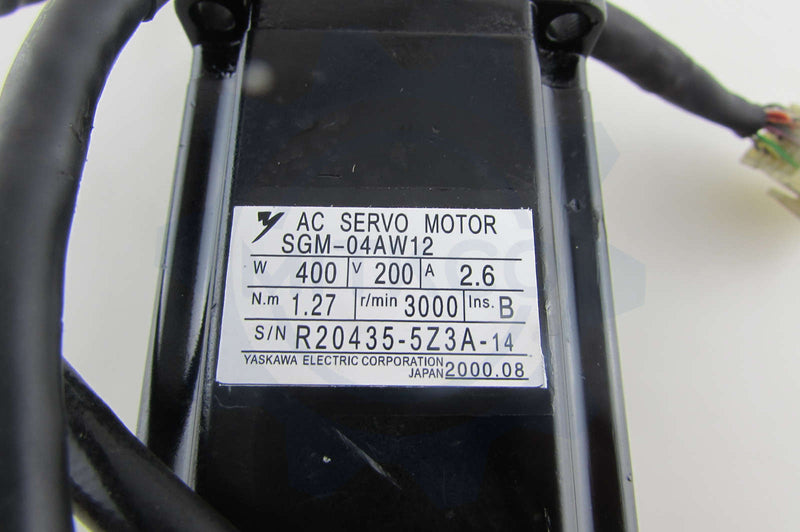 AC SERVO MOTOR
SGM-04AW12
W 400 V 200 A 2.6
N.m 1.27 r/min 3000 Ins. B
S/N R20435-5Z3A-14
YASKAWA ELECTRIC CORPORATION
JAPAN 2000.08